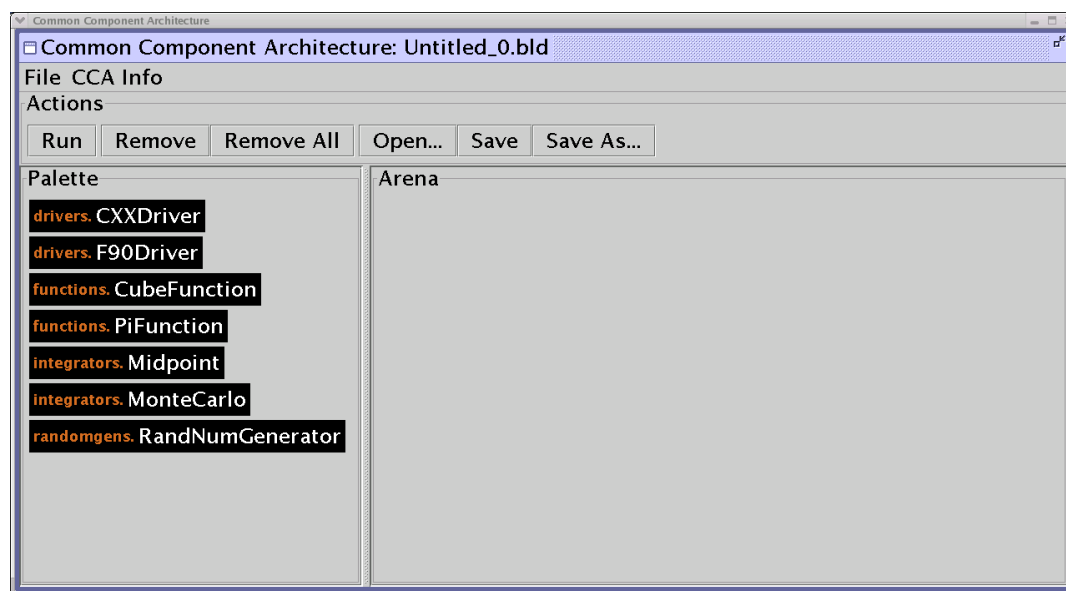 Common Component Architecture
Common Component Architecture: Untitled_0.bld
File CCA Info
Actions
Run Remove Remove All Open... Save Save As...
Palette
Arena
drivers. CXXDriver
drivers. F90Driver
functions. CubeFunction
functions. PiFunction
integrators. Midpoint
integrators. MonteCarlo
randomgens. RandNumGenerator